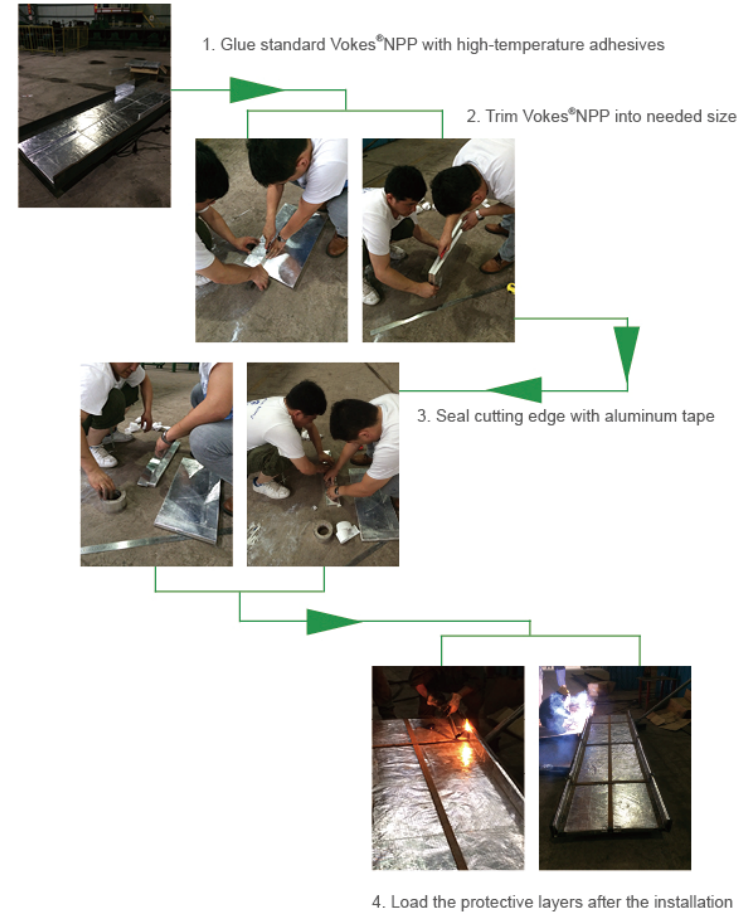 1. Glue standard Vokes®NPP with high-temperature adhesives
2. Trim Vokes®NPP into needed size
3. Seal cutting edge with aluminum tape
4. Load the protective layers after the installation